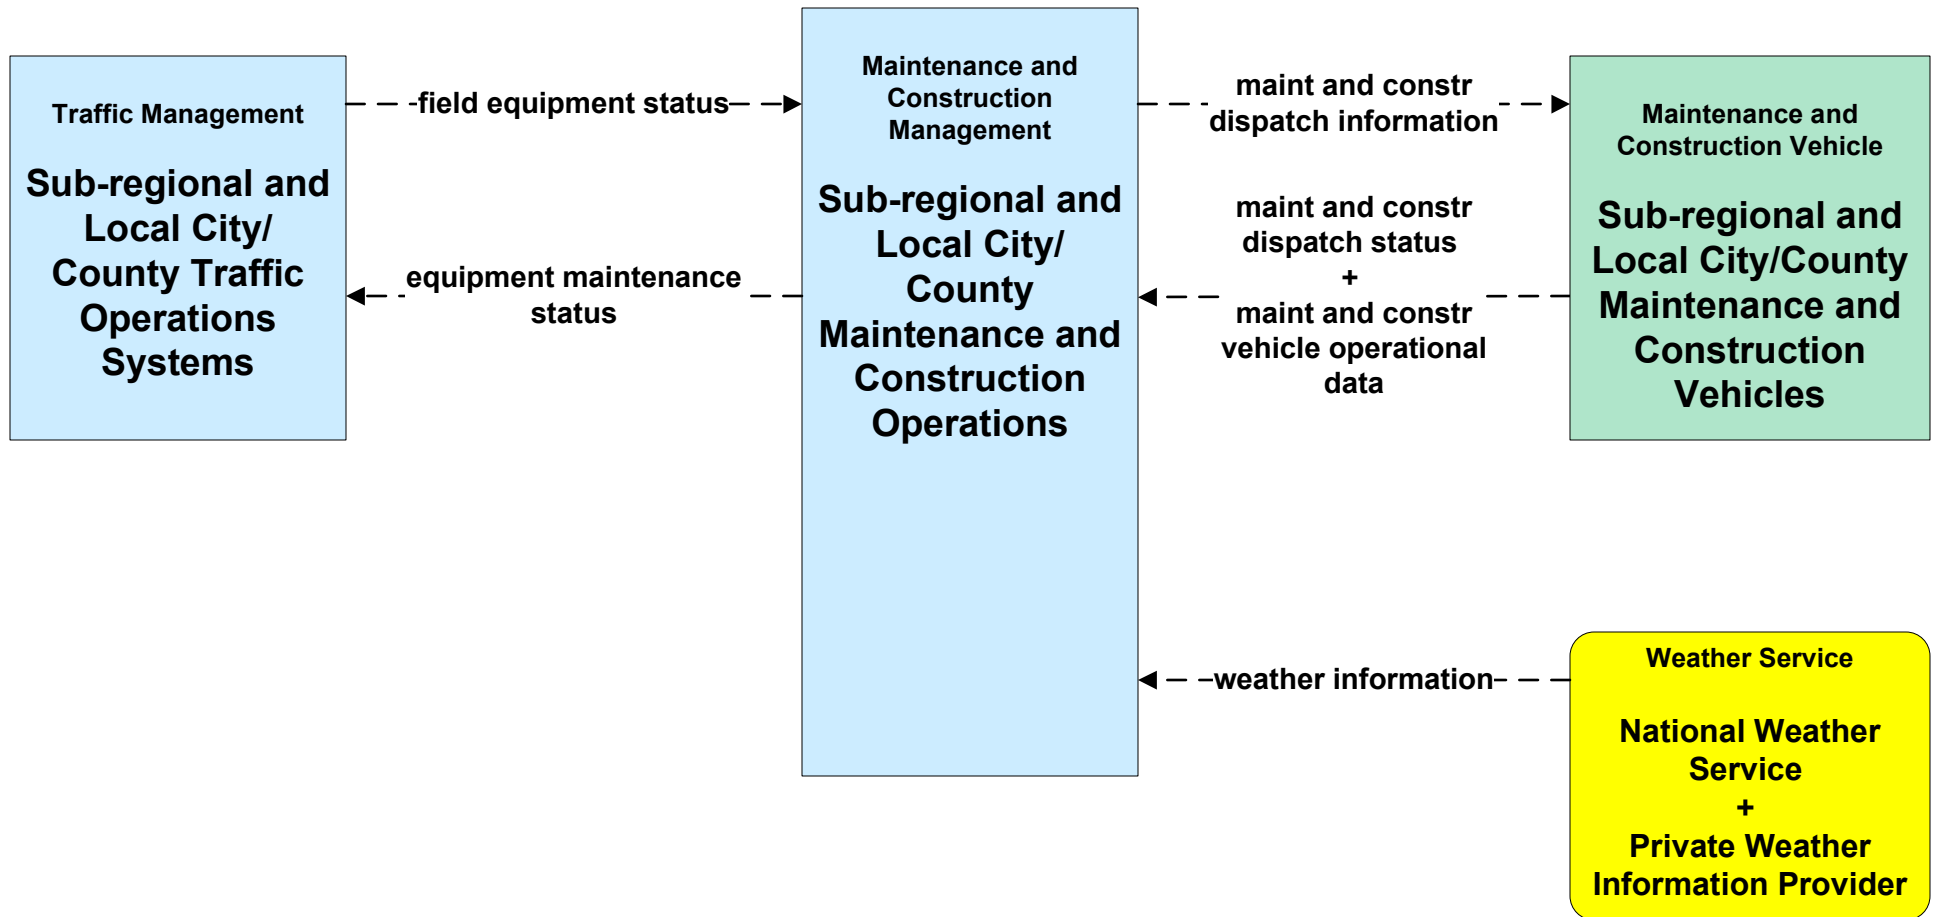 Traffic Management
Sub-regional and
Local City/
County Traffic
Operations
Systems
field equipment status
equipment maintenance
status
Maintenance and
Construction
Management
Sub-regional and
Local City/
County
Maintenance and
Construction
Operations
maint and constr
dispatch information
maint and constr
dispatch status
+
maint and constr
vehicle operational
data
weather information
Maintenance and
Construction Vehicle
Sub-regional and
Local City/County
Maintenance and
Construction
Vehicles
Weather Service
National Weather
Service
+
Private Weather
Information Provider